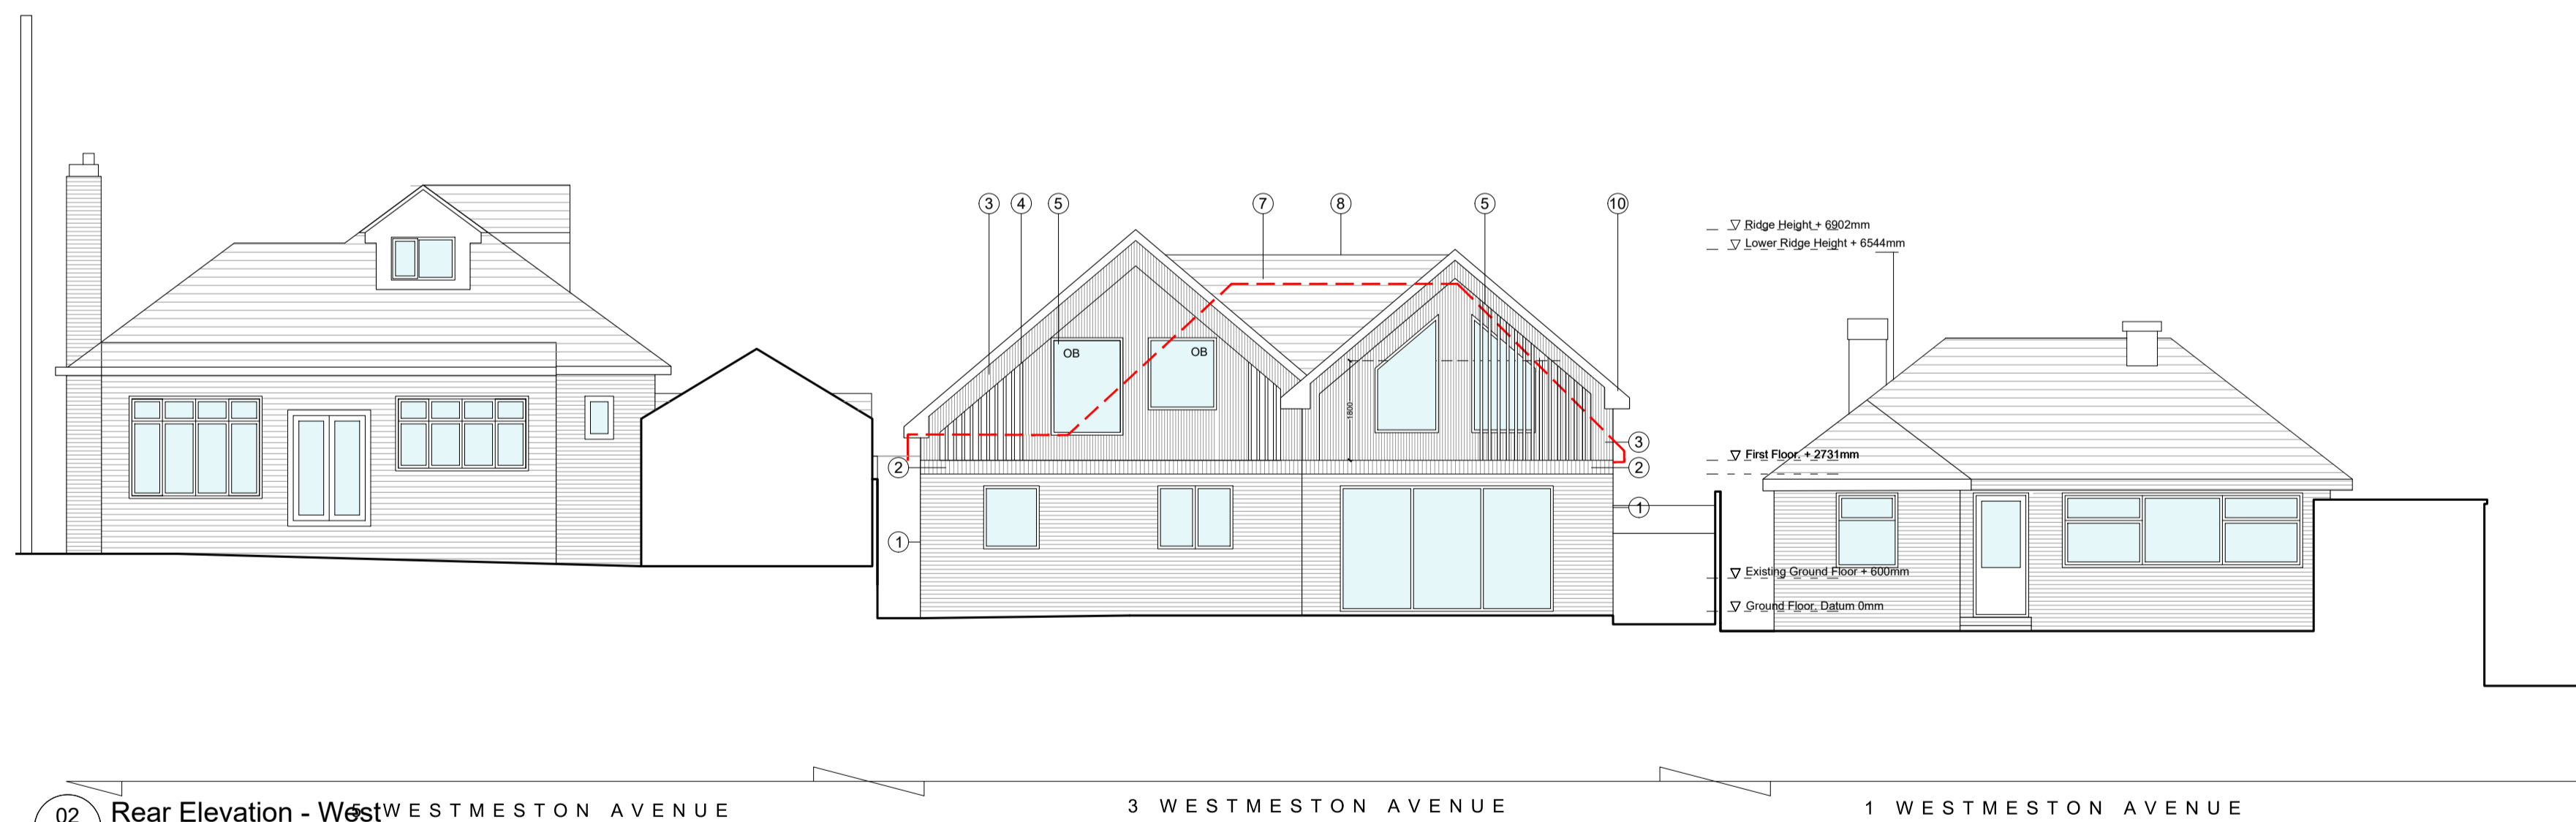 3 4 5 7 8 5 10
Ridge Height + 6902mm
Lower Ridge Height + 6544mm
OB OB
1800
3
First Floor. + 2731mm
2 2
1
1
Existing Ground Floor + 600mm
Ground Floor. Datum 0mm
02 Rear Elevation - West
5 WESTMESTON AVENUE
3 WESTMESTON AVENUE
1 WESTMESTON AVENUE